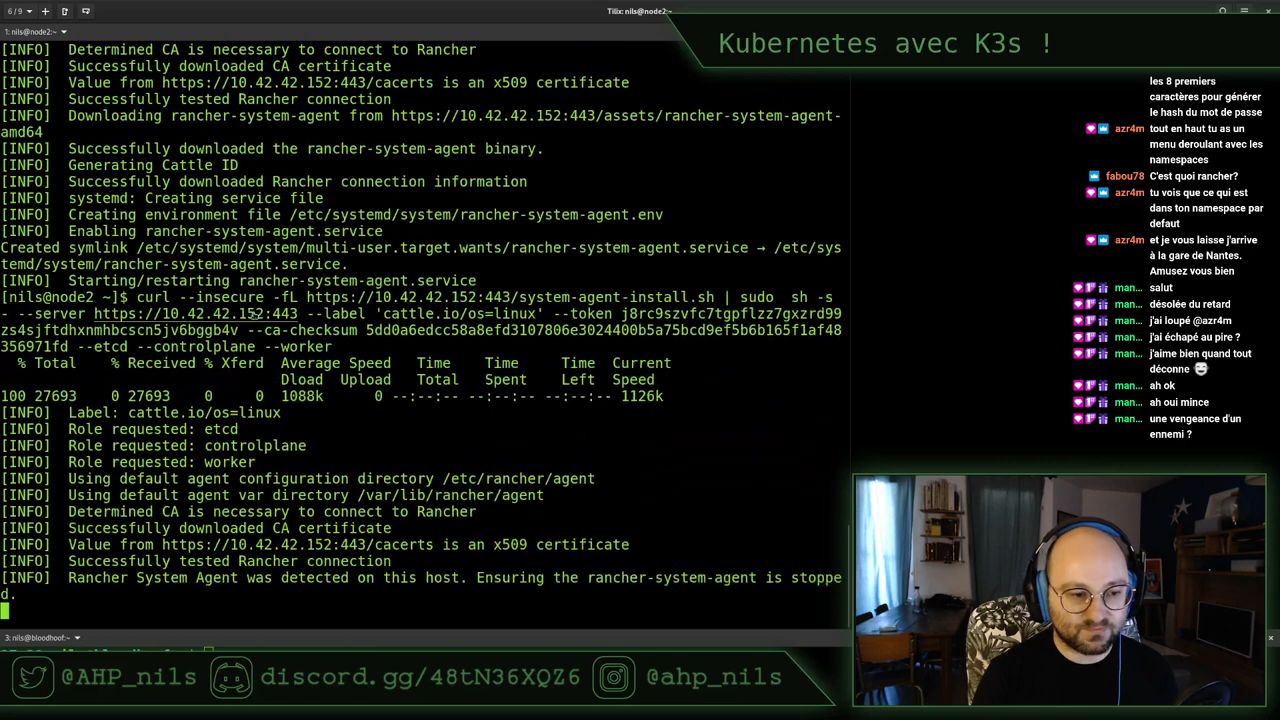 6 / 9
Tilix: nils@node2:~
1: nils@node2:~
Kubernetes avec K3s !
[INFO]  Determined CA is necessary to connect to Rancher
[INFO]  Successfully downloaded CA certificate
[INFO]  Value from https://10.42.42.152:443/cacerts is an x509 certificate
[INFO]  Successfully tested Rancher connection
[INFO]  Downloading rancher-system-agent from https://10.42.42.152:443/assets/rancher-system-agent-
amd64
[INFO]  Successfully downloaded the rancher-system-agent binary.
[INFO]  Generating Cattle ID
[INFO]  Successfully downloaded Rancher connection information
[INFO]  systemd: Creating service file
[INFO]  Creating environment file /etc/systemd/system/rancher-system-agent.env
[INFO]  Enabling rancher-system-agent.service
Created symlink /etc/systemd/system/multi-user.target.wants/rancher-system-agent.service → /etc/sys
temd/system/rancher-system-agent.service.
[INFO]  Starting/restarting rancher-system-agent.service
[nils@node2 ~]$ curl --insecure -fL https://10.42.42.152:443/system-agent-install.sh | sudo  sh -s
- --server https://10.42.42.152:443 --label 'cattle.io/os=linux' --token j8rc9szvfc7tgpflzz7gxzrd99
zs4sjftdhxnmhbcscn5jv6bggb4v --ca-checksum 5dd0a6edcc58a8efd3107806e3024400b5a75bcd9ef5b6b165f1af48
356971fd --etcd --controlplane --worker
  % Total    % Received % Xferd  Average Speed   Time    Time     Time  Current
                                 Dload  Upload   Total   Spent    Left  Speed
100 27693    0 27693    0     0  1088k      0 --:--:-- --:--:-- --:--:-- 1126k
[INFO]  Label: cattle.io/os=linux
[INFO]  Role requested: etcd
[INFO]  Role requested: controlplane
[INFO]  Role requested: worker
[INFO]  Using default agent configuration directory /etc/rancher/agent
[INFO]  Using default agent var directory /var/lib/rancher/agent
[INFO]  Determined CA is necessary to connect to Rancher
[INFO]  Successfully downloaded CA certificate
[INFO]  Value from https://10.42.42.152:443/cacerts is an x509 certificate
[INFO]  Successfully tested Rancher connection
[INFO]  Rancher System Agent was detected on this host. Ensuring the rancher-system-agent is stoppe
d.
3: nils@bloodhoof:~
les 8 premiers
caractères pour générer
le hash du mot de passe
azr4m tout en haut tu as un
menu deroulant avec les
namespaces
fabou78 C'est quoi rancher?
azr4m tu vois que ce qui est
dans ton namespace par
defaut
azr4m et je vous laisse j'arrive
à la gare de Nantes.
Amusez vous bien
man... salut
man... désolée du retard
man... j'ai loupé @azr4m
man... j'ai échapé au pire ?
man... j'aime bien quand tout
déconne
man... ah ok
man... ah oui mince
man... une vengeance d'un
ennemi ?
@AHP_nils
discord.gg/48tN36XQZ6
@ahp_nils